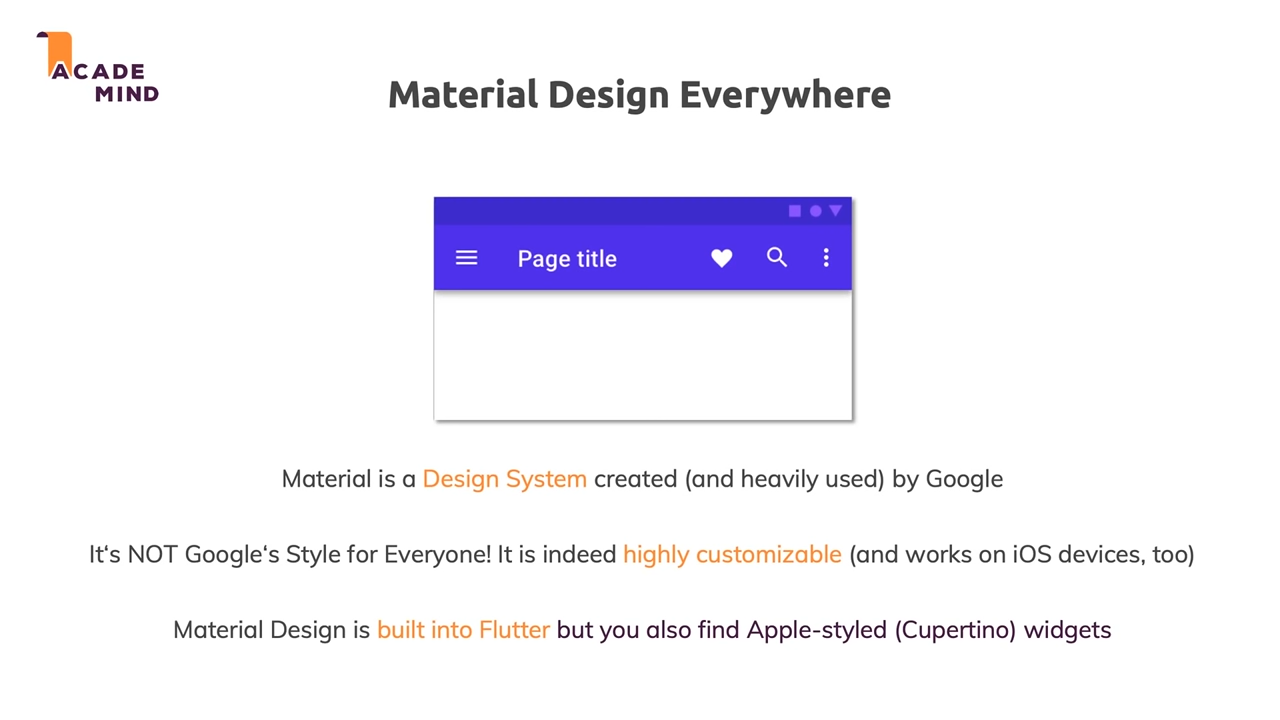 ACADE
MIND
Material Design Everywhere
Page title
Material is a Design System created (and heavily used) by Google
It‘s NOT Google‘s Style for Everyone! It is indeed highly customizable (and works on iOS devices, too)
Material Design is built into Flutter but you also find Apple-styled (Cupertino) widgets